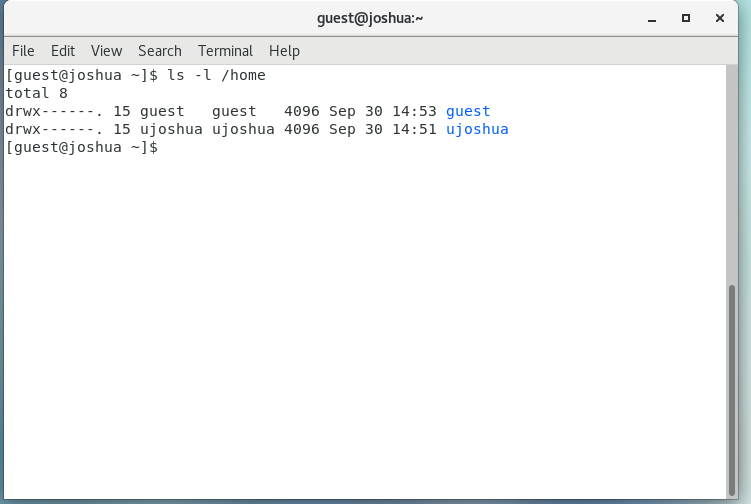 guest@joshua:~
File Edit View Search Terminal Help
[guest@joshua ~]$ ls -l /home
total 8
drwx------. 15 guest   guest   4096 Sep 30 14:53 guest
drwx------. 15 ujoshua ujoshua 4096 Sep 30 14:51 ujoshua
[guest@joshua ~]$